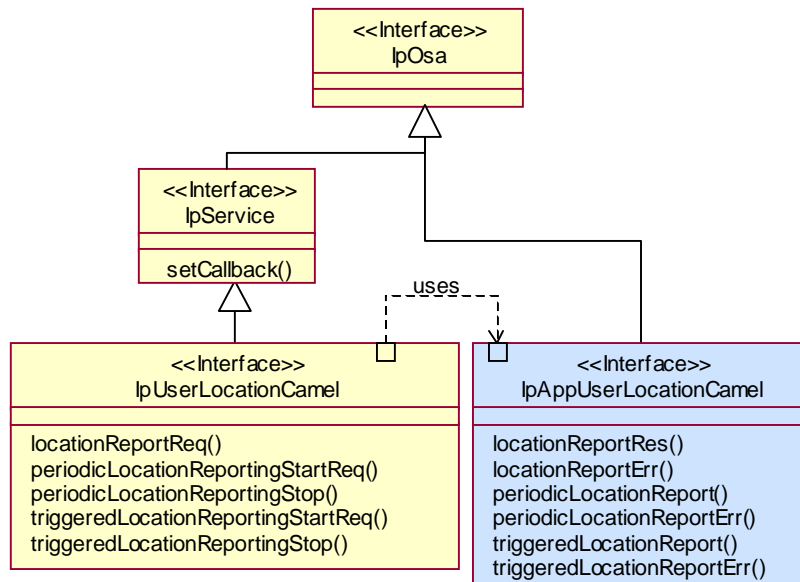 <<Interface>>
IpOsa
<<Interface>>
IpService
setCallback()
uses
<<Interface>>
IpUserLocationCamel
locationReportReq()
periodicLocationReportingStartReq()
periodicLocationReportingStop()
triggeredLocationReportingStartReq()
triggeredLocationReportingStop()
<<Interface>>
IpAppUserLocationCamel
locationReportRes()
locationReportErr()
periodicLocationReport()
periodicLocationReportErr()
triggeredLocationReport()
triggeredLocationReportErr()